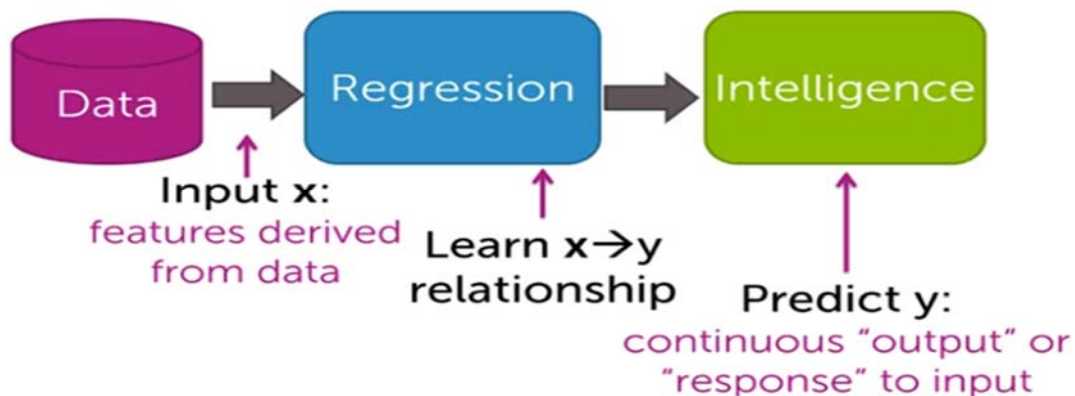 Data
Regression
Intelligence
Input x:
features derived
from data
Learn x→y
relationship
Predict y:
continuous “output” or
“response” to input